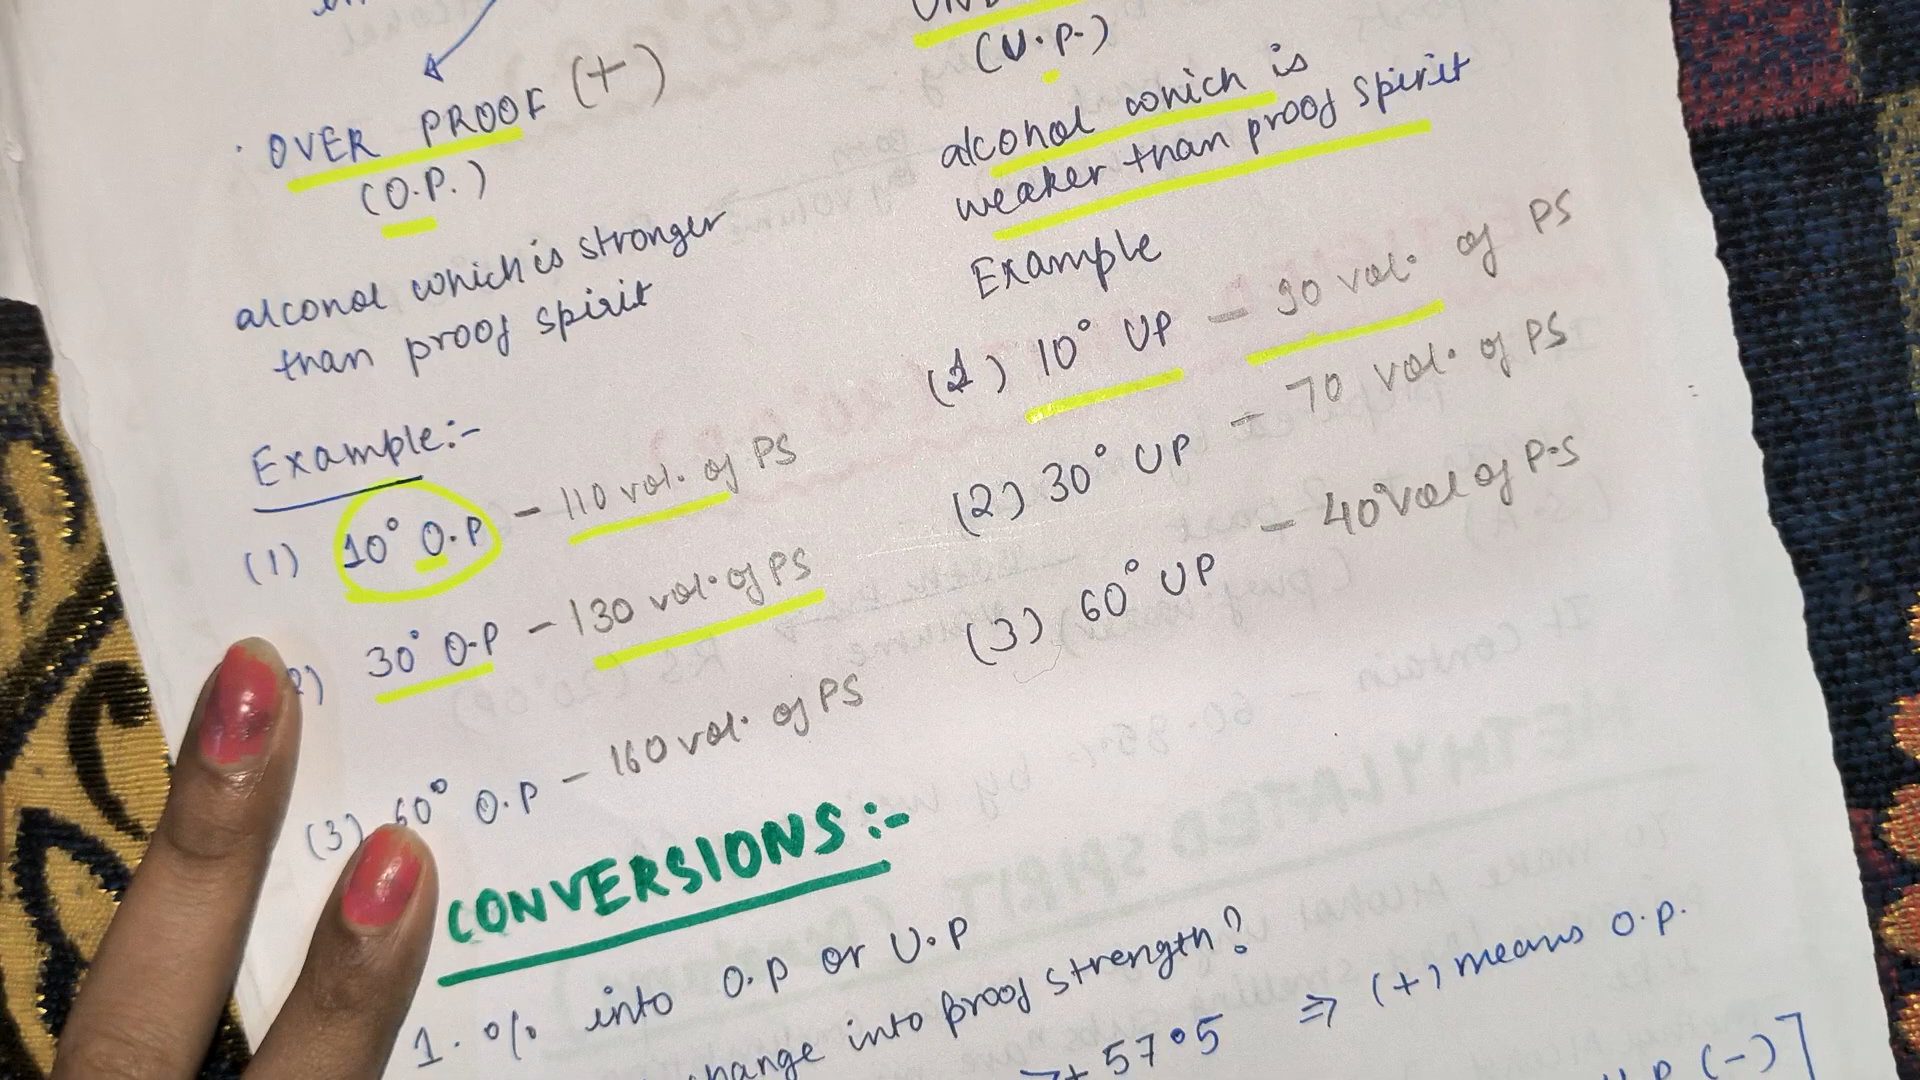 OVER PROOF (+)
(O.P.)
alcohol which is stronger
than proof spirit
Example:-
(1) 10° O.P - 110 vol. of PS
2) 30° O.P - 130 vol. of PS
(3) 60° O.P - 160 vol. of PS
(U.P.)
alcohol which is
weaker than proof spirit
Example
(1) 10° UP - 90 vol. of PS
(2) 30° UP - 70 vol. of PS
(3) 60° UP - 40 vol of P.S
CONVERSIONS:-
1. % into O.P or U.P
change into proof strength?
57.5 ⇒ (+) means O.P.
(-)]